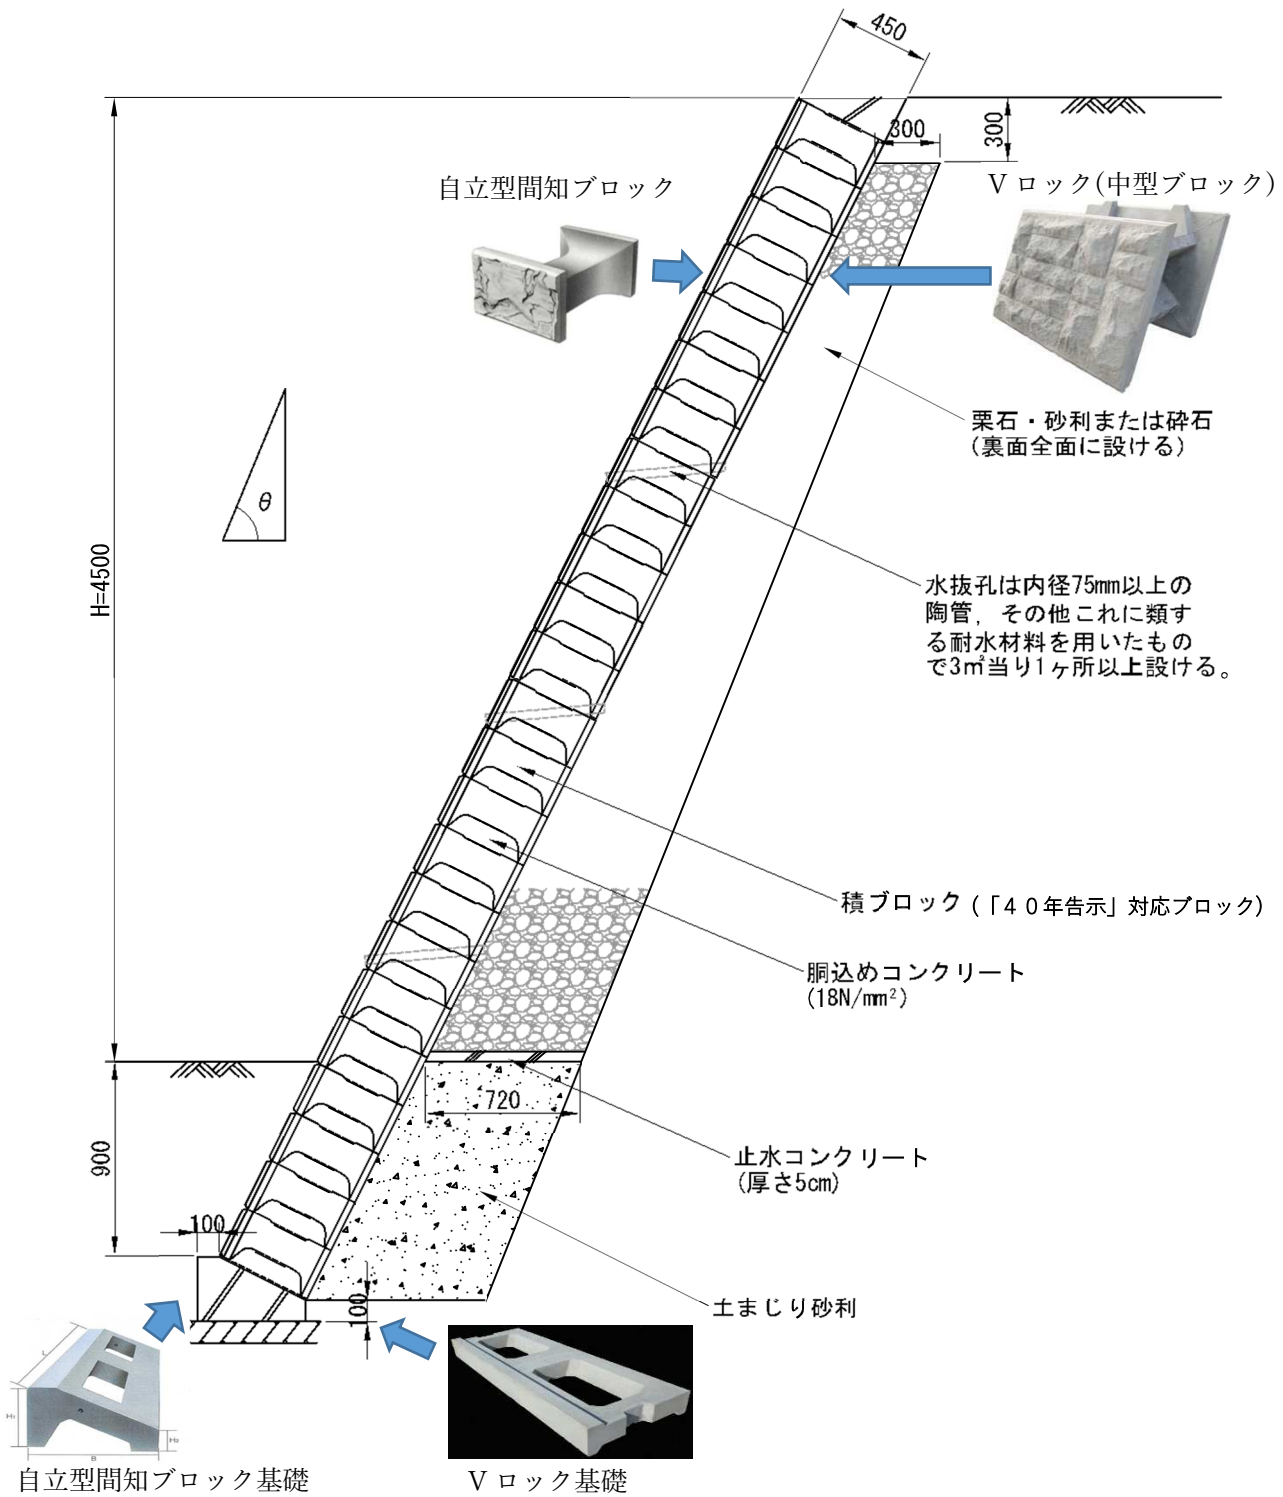 450
300
300
自立型間知ブロック
Vロック(中型ブロック)
栗石・砂利または砕石
(裏面全面に設ける)
θ
H=4500
水抜孔は内径75mm以上の
陶管，その他これに類す
る耐水材料を用いたもの
で3㎡当り1ヶ所以上設ける。
積ブロック(「４０年告示」対応ブロック)
胴込めコンクリート
(18N/mm²)
720
900
止水コンクリート
(厚さ5cm)
100
100
土まじり砂利
L
H₁
H₂
B
自立型間知ブロック基礎
Vロック基礎